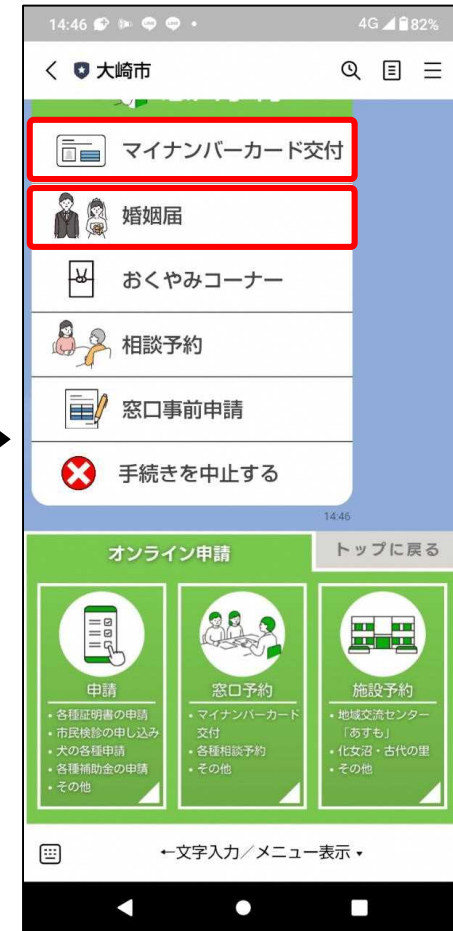 14:46
4G 82%
大崎市
マイナンバーカード交付
婚姻届
おくやみコーナー
相談予約
窓口事前申請
手続きを中止する
14:46
オンライン申請
トップに戻る
申請
・各種証明書の申請
・市民検診の申し込み
・犬の各種申請
・各種補助金の申請
・その他
窓口予約
・マイナンバーカード
交付
・各種相談予約
・その他
施設予約
・地域交流センター
「あすも」
・化女沼・古代の里
・その他
←文字入力／メニュー表示▼